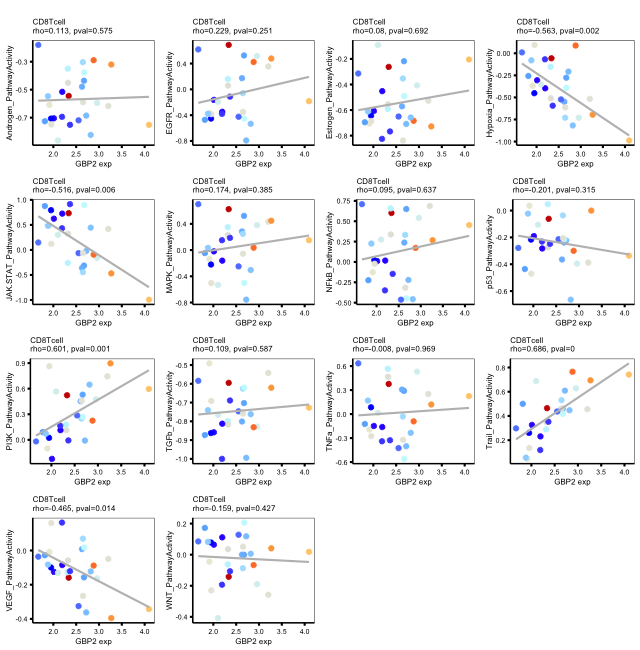 CD8Tcell
rho=0.113, pval=0.575
Androgen_PathwayActivity
-0.3
-0.5
-0.7
2.0 2.5 3.0 3.5 4.0
GBP2 exp
CD8Tcell
rho=0.229, pval=0.251
EGFR_PathwayActivity
0.4
0.0
-0.4
-0.8
2.0 2.5 3.0 3.5 4.0
GBP2 exp
CD8Tcell
rho=0.08, pval=0.692
Estrogen_PathwayActivity
-0.2
-0.4
-0.6
-0.8
2.0 2.5 3.0 3.5 4.0
GBP2 exp
CD8Tcell
rho=-0.563, pval=0.002
Hypoxia_PathwayActivity
0.00
-0.25
-0.50
-0.75
-1.00
2.0 2.5 3.0 3.5 4.0
GBP2 exp
CD8Tcell
rho=-0.516, pval=0.006
JAK.STAT_PathwayActivity
1.0
0.5
0.0
-0.5
-1.0
2.0 2.5 3.0 3.5 4.0
GBP2 exp
CD8Tcell
rho=0.174, pval=0.385
MAPK_PathwayActivity
0.4
0.0
-0.4
-0.8
2.0 2.5 3.0 3.5 4.0
GBP2 exp
CD8Tcell
rho=0.095, pval=0.637
NFkB_PathwayActivity
0.75
0.50
0.25
0.00
-0.25
-0.50
2.0 2.5 3.0 3.5 4.0
GBP2 exp
CD8Tcell
rho=-0.201, pval=0.315
p53_PathwayActivity
0.0
-0.2
-0.4
-0.6
2.0 2.5 3.0 3.5 4.0
GBP2 exp
CD8Tcell
rho=0.601, pval=0.001
PI3K_PathwayActivity
0.9
0.6
0.3
0.0
2.0 2.5 3.0 3.5 4.0
GBP2 exp
CD8Tcell
rho=0.109, pval=0.587
TGFb_PathwayActivity
-0.5
-0.6
-0.7
-0.8
-0.9
-1.0
2.0 2.5 3.0 3.5 4.0
GBP2 exp
CD8Tcell
rho=-0.008, pval=0.969
TNFa_PathwayActivity
0.6
0.3
0.0
-0.3
-0.6
2.0 2.5 3.0 3.5 4.0
GBP2 exp
CD8Tcell
rho=0.686, pval=0
Trail_PathwayActivity
0.8
0.6
0.4
0.2
2.0 2.5 3.0 3.5 4.0
GBP2 exp
CD8Tcell
rho=-0.465, pval=0.014
VEGF_PathwayActivity
0.0
-0.2
-0.4
2.0 2.5 3.0 3.5 4.0
GBP2 exp
CD8Tcell
rho=-0.159, pval=0.427
WNT_PathwayActivity
0.2
0.0
-0.2
-0.4
2.0 2.5 3.0 3.5 4.0
GBP2 exp